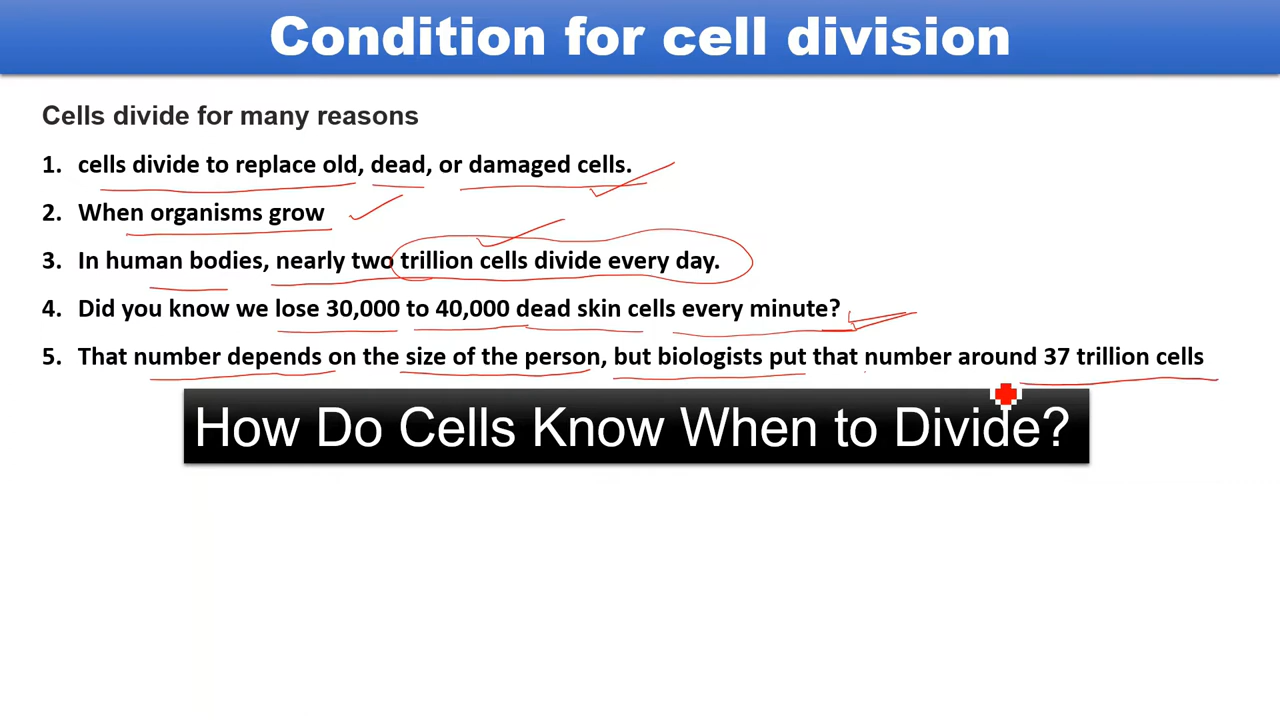 Condition for cell division
Cells divide for many reasons
1. cells divide to replace old, dead, or damaged cells.
2. When organisms grow
3. In human bodies, nearly two trillion cells divide every day.
4. Did you know we lose 30,000 to 40,000 dead skin cells every minute?
5. That number depends on the size of the person, but biologists put that number around 37 trillion cells
How Do Cells Know When to Divide?